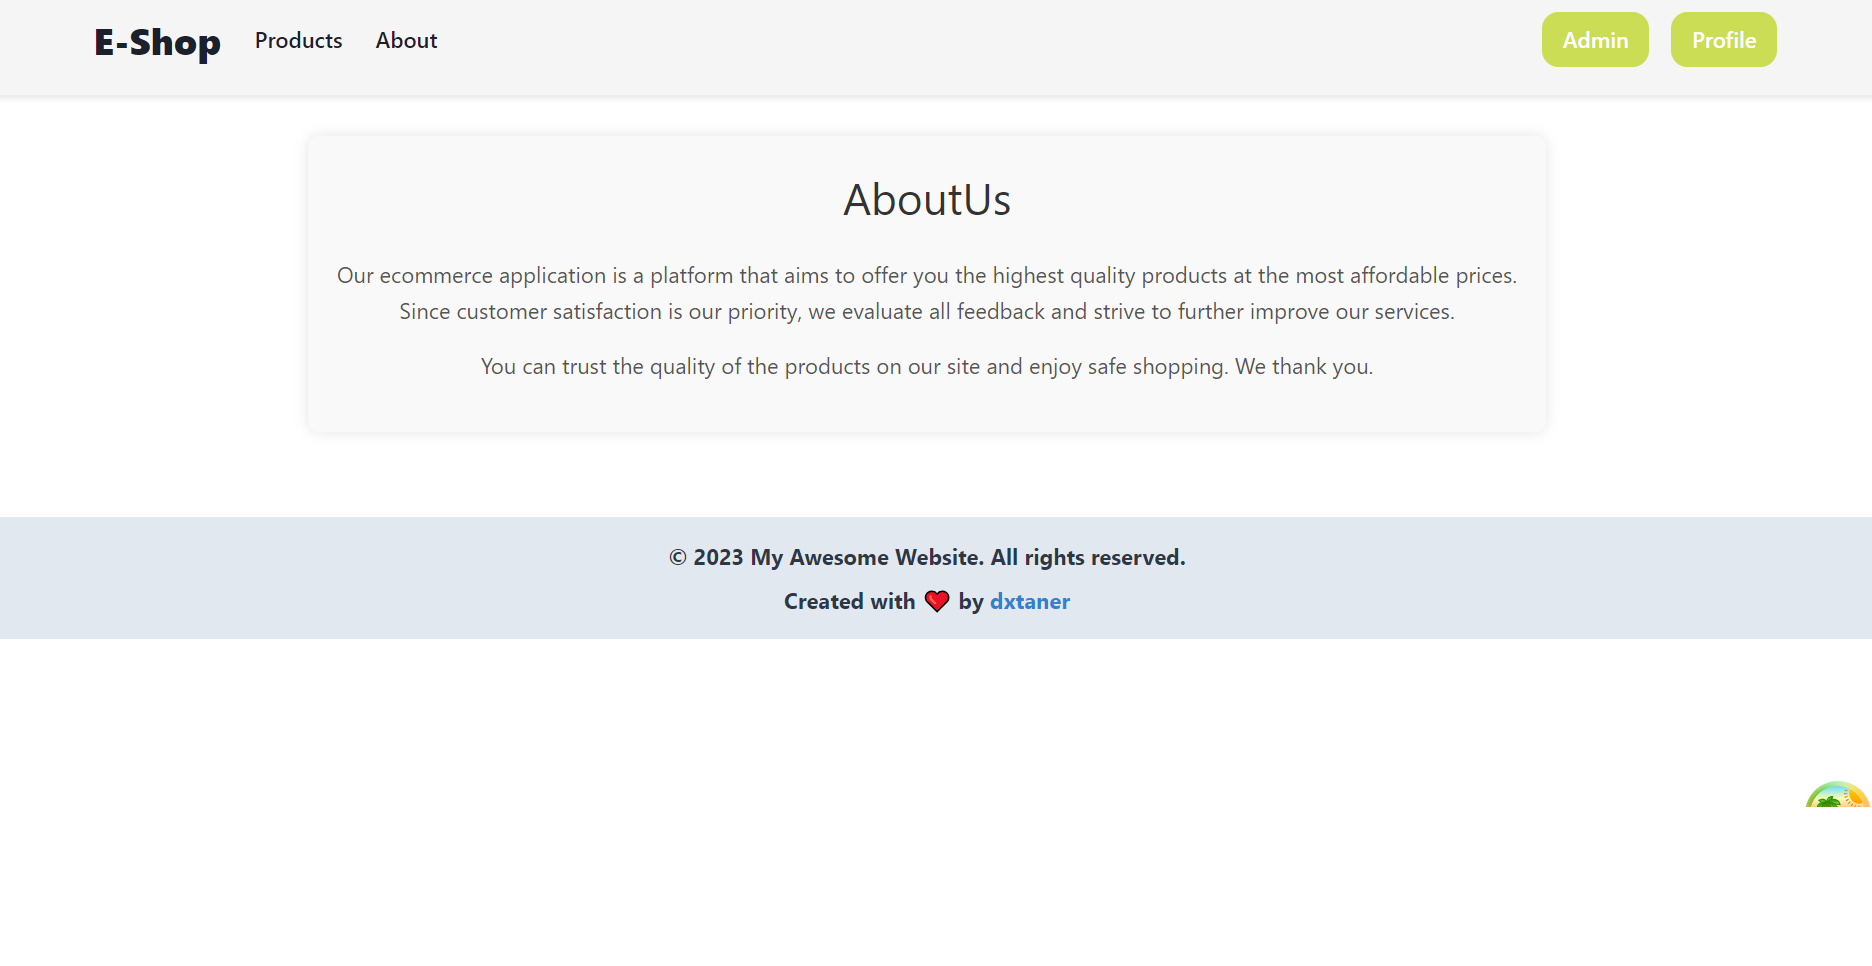 E-Shop Products About Admin Profile
AboutUs
Our ecommerce application is a platform that aims to offer you the highest quality products at the most affordable prices.
Since customer satisfaction is our priority, we evaluate all feedback and strive to further improve our services.
You can trust the quality of the products on our site and enjoy safe shopping. We thank you.
© 2023 My Awesome Website. All rights reserved.
Created with ❤️ by dxtaner